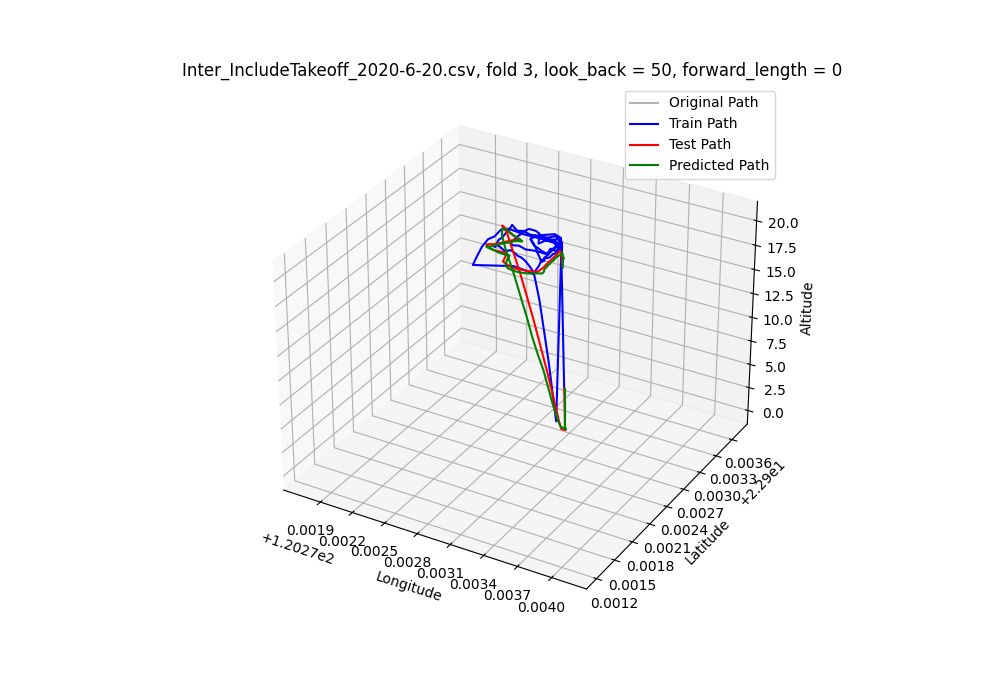 Inter_IncludeTakeoff_2020-6-20.csv, fold 3, look_back = 50, forward_length = 0
Original Path
Train Path
Test Path
Predicted Path
20.0
17.5
15.0
12.5
10.0
7.5
5.0
2.5
0.0
Altitude
0.0036
0.0033
0.0030
0.0027
0.0024
0.0021
0.0018
0.0015
0.0012
+2.29e1
Latitude
0.0019
0.0022
0.0025
0.0028
0.0031
0.0034
0.0037
0.0040
+1.2027e2
Longitude